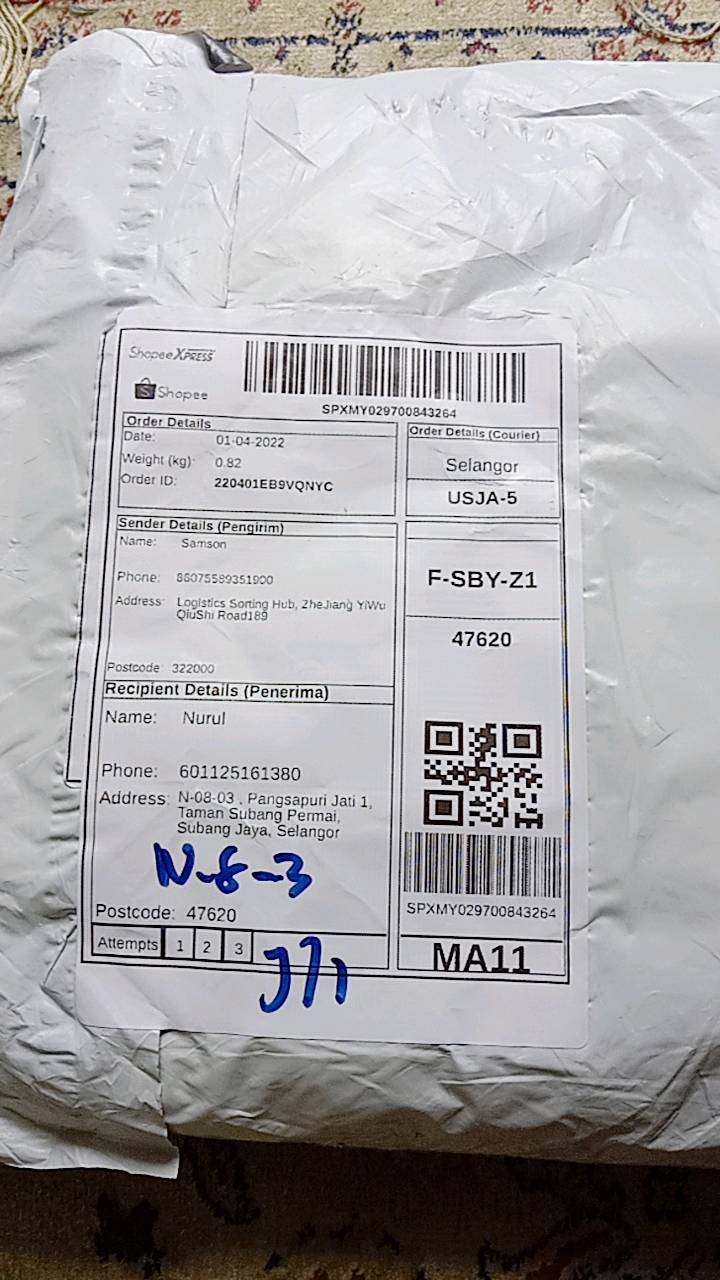 Shopee XPRESS
Shopee
SPXMY029700843264
Order Details
Date: 01-04-2022
Weight (kg): 0.82
Order ID: 220401EB9VQNYC
Order Details (Courier)
Selangor
USJA-5
Sender Details (Pengirim)
Name: Samson
Phone: 86075589351900
Address: Logistics Sorting Hub, ZheJiang YiWu
QiuShi Road189
Postcode: 322000
F-SBY-Z1
47620
Recipient Details (Penerima)
Name: Nurul
Phone: 601125161380
Address: N-08-03 , Pangsapuri Jati 1,
Taman Subang Permai,
Subang Jaya, Selangor
N-8-3
Postcode: 47620
Attempts 1 2 3
SPXMY029700843264
MA11